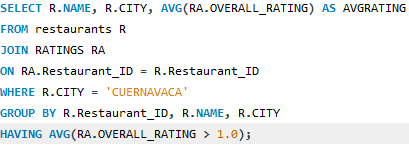 SELECT R.NAME, R.CITY, AVG(RA.OVERALL_RATING) AS AVGRATING
FROM restaurants R
JOIN RATINGS RA
ON RA.Restaurant_ID = R.Restaurant_ID
WHERE R.CITY = 'CUERNAVACA'
GROUP BY R.Restaurant_ID, R.NAME, R.CITY
HAVING AVG(RA.OVERALL_RATING > 1.0);